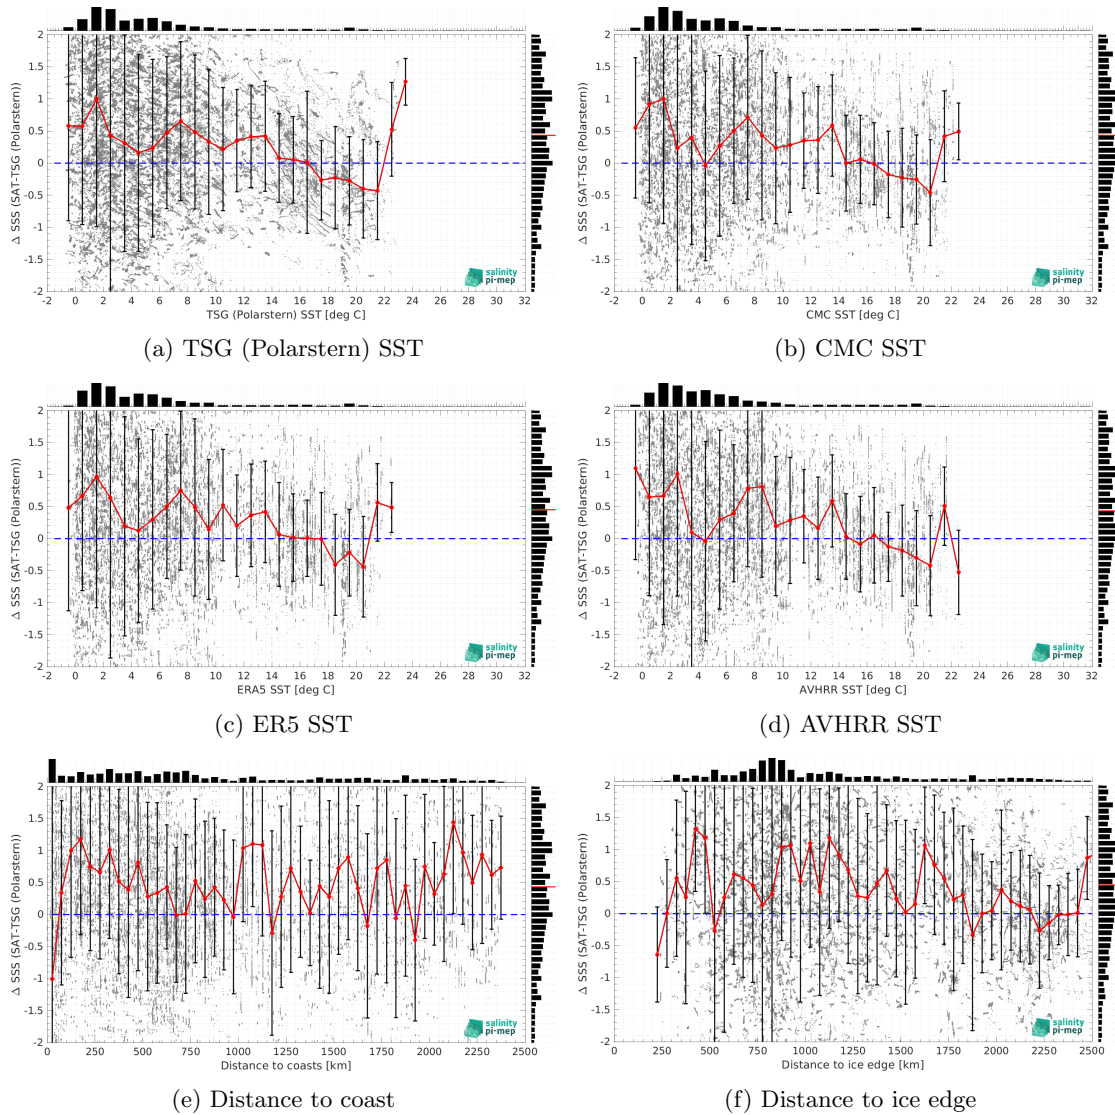 2
1.5
1
0.5
0
-0.5
-1
-1.5
-2
Δ SSS (SAT-TSG (Polarstern))
-2 0 2 4 6 8 10 12 14 16 18 20 22 24 26 28 30 32
TSG (Polarstern) SST [deg C]
salinity
pi-mep
(a) TSG (Polarstern) SST
2
1.5
1
0.5
0
-0.5
-1
-1.5
-2
Δ SSS (SAT-TSG (Polarstern))
-2 0 2 4 6 8 10 12 14 16 18 20 22 24 26 28 30 32
CMC SST [deg C]
salinity
pi-mep
(b) CMC SST
2
1.5
1
0.5
0
-0.5
-1
-1.5
-2
Δ SSS (SAT-TSG (Polarstern))
-2 0 2 4 6 8 10 12 14 16 18 20 22 24 26 28 30 32
ERA5 SST [deg C]
salinity
pi-mep
(c) ER5 SST
2
1.5
1
0.5
0
-0.5
-1
-1.5
-2
Δ SSS (SAT-TSG (Polarstern))
-2 0 2 4 6 8 10 12 14 16 18 20 22 24 26 28 30 32
AVHRR SST [deg C]
salinity
pi-mep
(d) AVHRR SST
2
1.5
1
0.5
0
-0.5
-1
-1.5
-2
Δ SSS (SAT-TSG (Polarstern))
0 250 500 750 1000 1250 1500 1750 2000 2250 2500
Distance to coasts [km]
salinity
pi-mep
(e) Distance to coast
2
1.5
1
0.5
0
-0.5
-1
-1.5
-2
Δ SSS (SAT-TSG (Polarstern))
0 250 500 750 1000 1250 1500 1750 2000 2250 2500
Distance to ice edge [km]
salinity
pi-mep
(f) Distance to ice edge